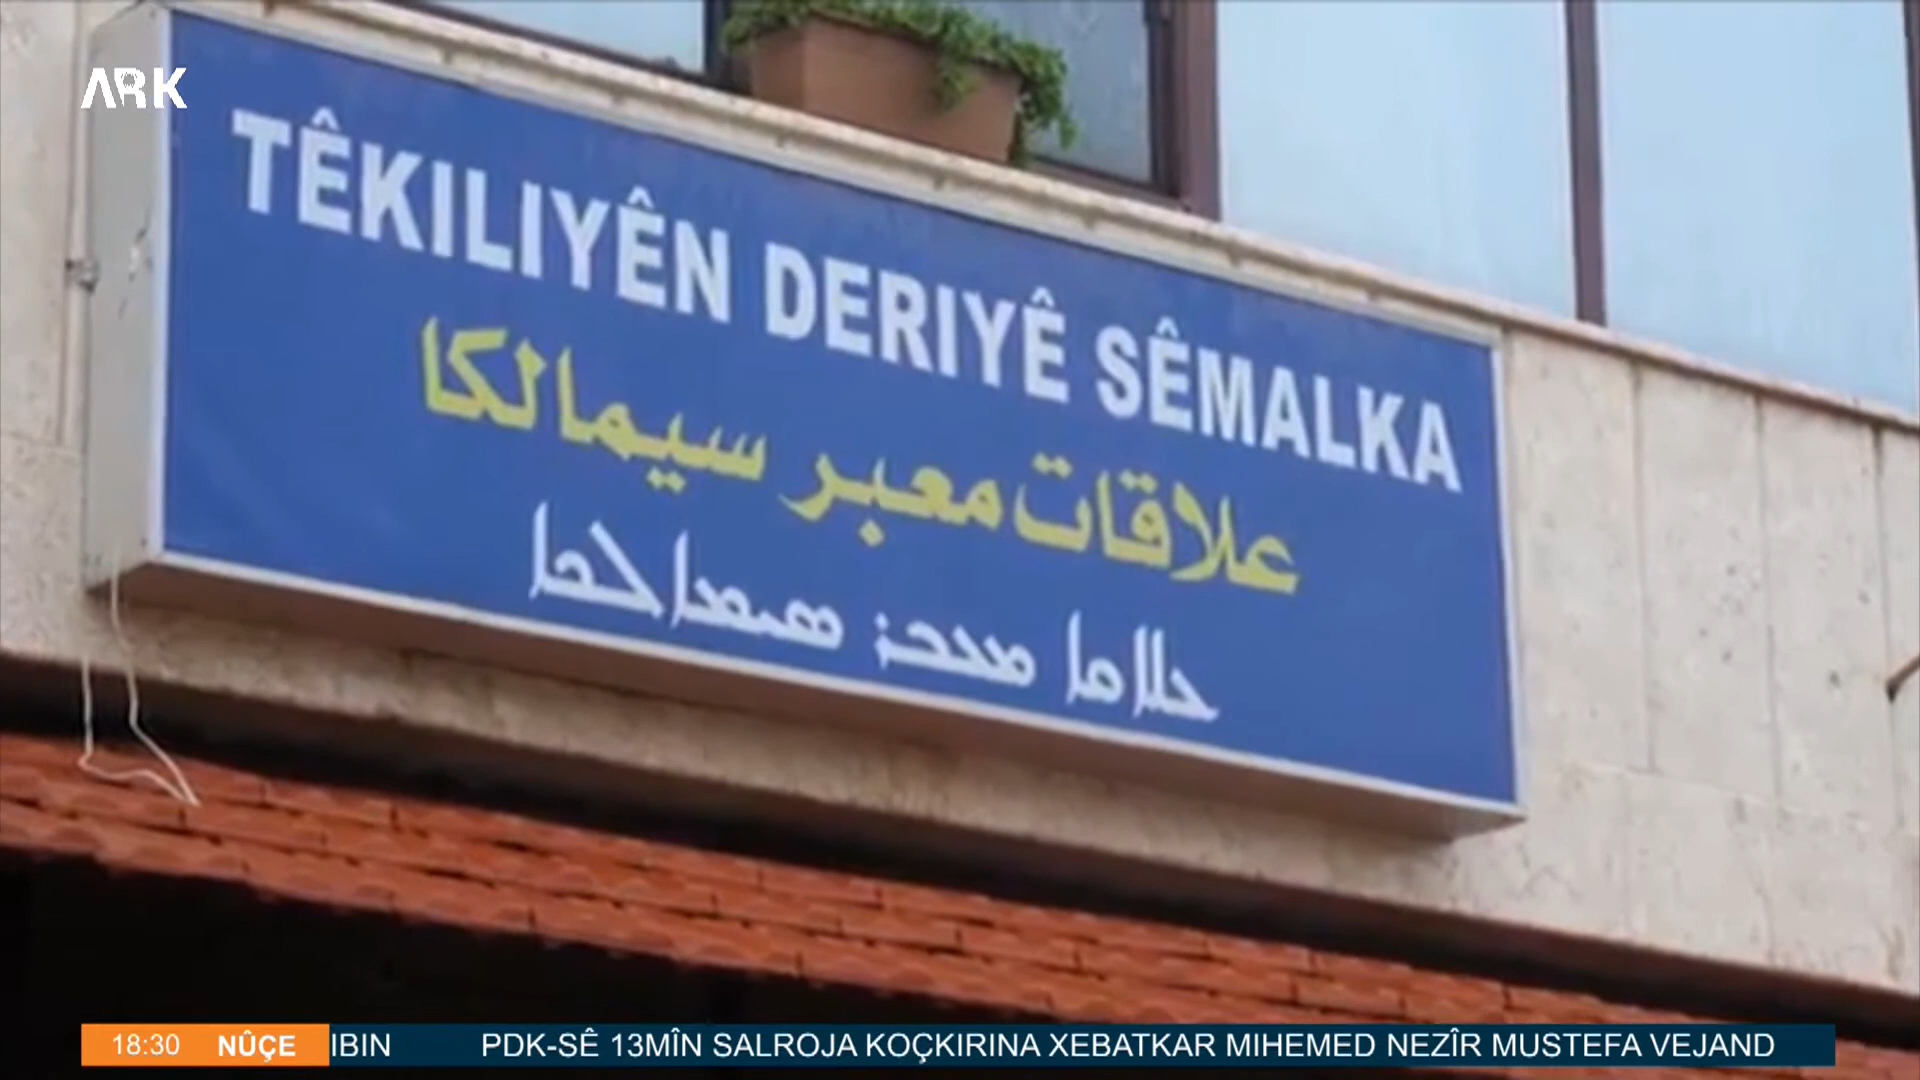 ARK
TÊKILIYÊN DERIYÊ SÊMALKA
علاقات معبر سيمالكا
18:30 NÛÇE IBIN PDK-SÊ 13MÎN SALROJA KOÇKIRINA XEBATKAR MIHEMED NEZÎR MUSTEFA VEJAND